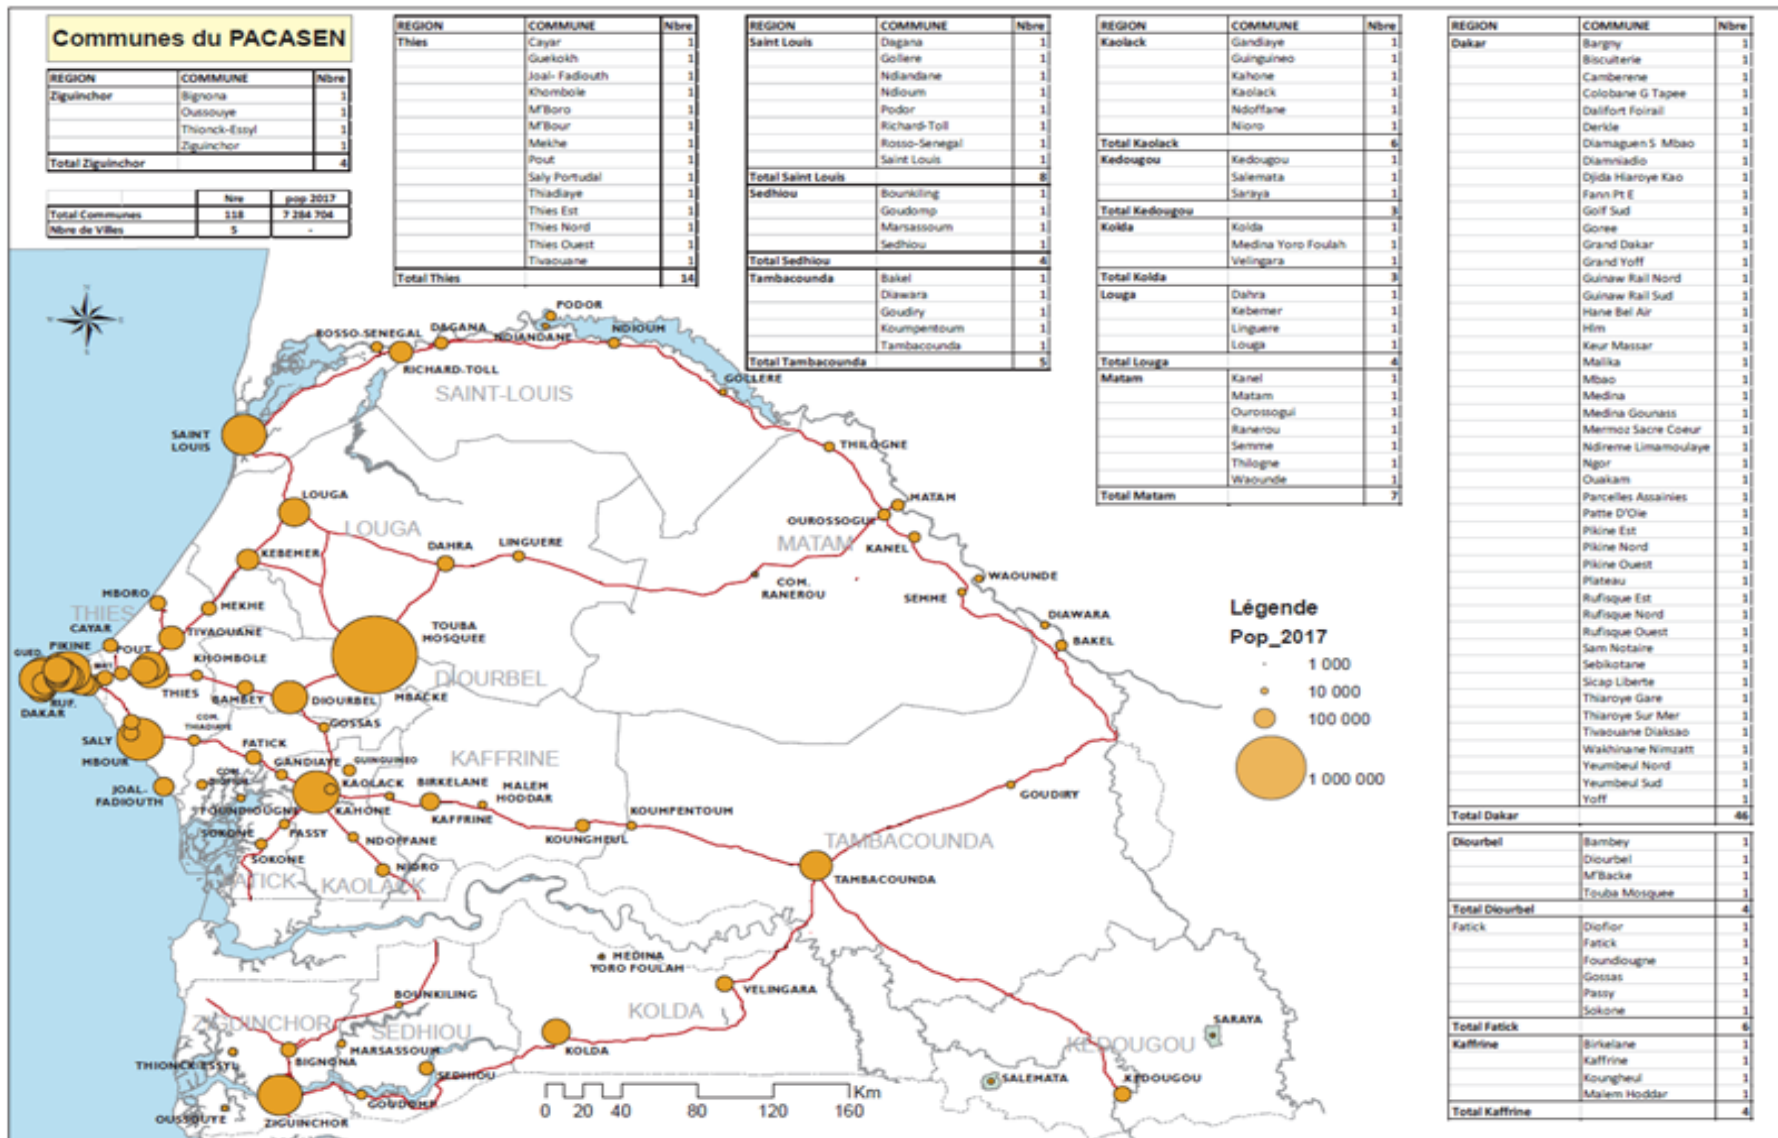 Communes du PACASEN
REGION COMMUNE Nbre
Ziguinchor Bignona 1
Oussouye 1
Thionck-Essyl 1
Ziguinchor 1
Total Ziguinchor 4
Nre pop 2017
Total Communes 118 7 284 704
Nbre de Villes 5 -
REGION COMMUNE Nbre
Thies Cayar 1
Guekokh 1
Joal- Fadiouth 1
Khombole 1
M'Boro 1
M'Bour 1
Mekhe 1
Pout 1
Saly Portudal 1
Thiadiaye 1
Thies Est 1
Thies Nord 1
Thies Ouest 1
Tivaouane 1
Total Thies 14
REGION COMMUNE Nbre
Saint Louis Dagana 1
Gollere 1
Ndiandane 1
Ndioum 1
Podor 1
Richard-Toll 1
Rosso-Senegal 1
Saint Louis 1
Total Saint Louis 8
Sedhiou Bounkiling 1
Goudomp 1
Marsassoum 1
Sedhiou 1
Total Sedhiou 4
Tambacounda Bakel 1
Diawara 1
Goudiry 1
Koumpentoum 1
Tambacounda 1
Total Tambacounda 5
REGION COMMUNE Nbre
Kaolack Gandiaye 1
Guinguineo 1
Kahone 1
Kaolack 1
Ndoffane 1
Nioro 1
Total Kaolack 6
Kedougou Kedougou 1
Salemata 1
Saraya 1
Total Kedougou 3
Kolda Kolda 1
Medina Yoro Foulah 1
Velingara 1
Total Kolda 3
Louga Dahra 1
Kebemer 1
Linguere 1
Louga 1
Total Louga 4
Matam Kanel 1
Matam 1
Ourossogui 1
Ranerou 1
Semme 1
Thilogne 1
Waounde 1
Total Matam 7
REGION COMMUNE Nbre
Dakar Bargny 1
Biscuiterie 1
Camberene 1
Colobane G Tapee 1
Dalifort Foirail 1
Derkle 1
Diamaguen S Mbao 1
Diamniadio 1
Djida Hiaroye Kao 1
Fann Pt E 1
Golf Sud 1
Goree 1
Grand Dakar 1
Grand Yoff 1
Guinaw Rail Nord 1
Guinaw Rail Sud 1
Hane Bel Air 1
Hlm 1
Keur Massar 1
Malika 1
Mbao 1
Medina 1
Medina Gounass 1
Mermoz Sacre Coeur 1
Ndireme Limamoulaye 1
Ngor 1
Ouakam 1
Parcelles Assainies 1
Patte D'Oie 1
Pikine Est 1
Pikine Nord 1
Pikine Ouest 1
Plateau 1
Rufisque Est 1
Rufisque Nord 1
Rufisque Ouest 1
Sam Notaire 1
Sebikotane 1
Sicap Liberte 1
Thiaroye Gare 1
Thiaroye Sur Mer 1
Tivaouane Diaksao 1
Wakhinane Nimzatt 1
Yeumbeul Nord 1
Yeumbeul Sud 1
Yoff 1
Total Dakar 46
Diourbel Bambey 1
Diourbel 1
M'Backe 1
Touba Mosquee 1
Total Diourbel 4
Fatick Diofior 1
Fatick 1
Foundiougne 1
Gossas 1
Passy 1
Sokone 1
Total Fatick 6
Kaffrine Birkelane 1
Kaffrine 1
Koungheul 1
Malem Hoddar 1
Total Kaffrine 4
N
W E
S
PODOR
ROSSO-SENEGAL DAGANA
NDIANDANE
NDIOUM
RICHARD-TOLL
GOLLERE
SAINT-LOUIS
SAINT
LOUIS
THILOGNE
LOUGA
LOUGA
MATAM
OUROSSOGUI
MATAM
KANEL
KEBEMER
DAHRA
LINGUERE
COM.
RANEROU
WAOUNDE
SEMME
MBORO
THIES
MEKHE
CAYAR
TIVAOUANE
TOUBA
MOSQUEE
DIAWARA
BAKEL
GUED.
PIKINE
POUT
KHOMBOLE
DIOURBEL
RUF.
DAKAR
THIES
BAMBEY
DIOURBEL
MBACKE
COM.
THIADIAYE
GOSSAS
SALY
MBOUR
FATICK
KAFFRINE
GANDIAYE
GUINGUINEO
JOAL-
FADIOUTH
COM.
DIOFIOR
KAOLACK
BIRKELANE
MALEM
HODDAR
FOUNDIOUGNE
KAHONE
KAFFRINE
KOUMPENTOUM
GOUDIRY
SOKONE
PASSY
NDOFFANE
KOUNGHEUL
TAMBACOUNDA
SOKONE
NIORO
ATICK
KAOLACK
TAMBACOUNDA
MEDINA
YORO FOULAH
VELINGARA
BOUNKILING
KOLDA
ZIGUINCHOR
SEDHIOU
SARAYA
THIONCK-ESSYL
BIGNONA
MARSASSOUM
KOLDA
KEDOUGOU
SEDHIOU
SALEMATA
KEDOUGOU
OUSSOUYE
GOUDOMP
ZIGUINCHOR
Km
0 20 40 80 120 160
Légende
Pop_2017
1 000
10 000
100 000
1 000 000